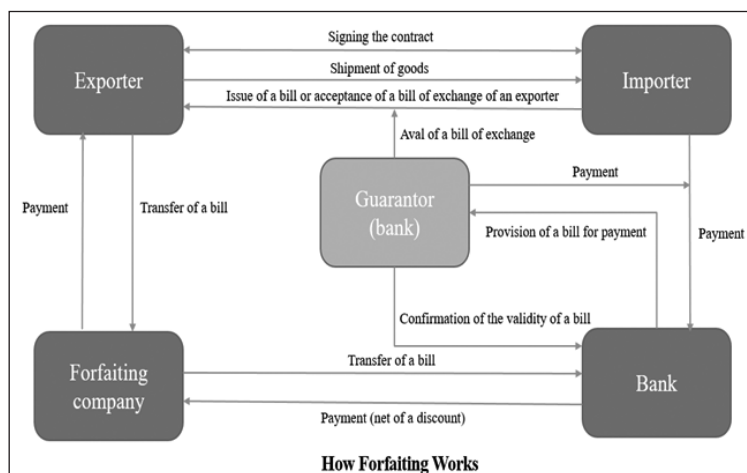 Signing the contract
Exporter
Importer
Shipment of goods
Issue of a bill or acceptance of a bill of exchange of an exporter
Aval of a bill of exchange
Payment
Transfer of a bill
Guarantor
(bank)
Payment
Provision of a bill for payment
Payment
Confirmation of the validity of a bill
Forfaiting
company
Transfer of a bill
Bank
Payment (net of a discount)
How Forfaiting Works